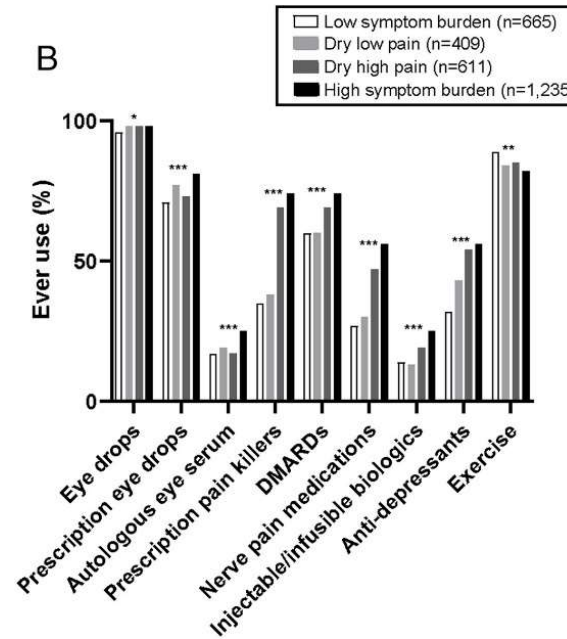 B
Low symptom burden (n=665)
Dry low pain (n=409)
Dry high pain (n=611)
High symptom burden (n=1,235
Ever use (%)
100
50
0
*
***
***
***
***
***
***
***
**
Eye drops
Prescription eye drops
Autologous eye serum
Prescription pain killers
DMARDs
Nerve pain medications
Injectable/infusible biologics
Anti-depressants
Exercise